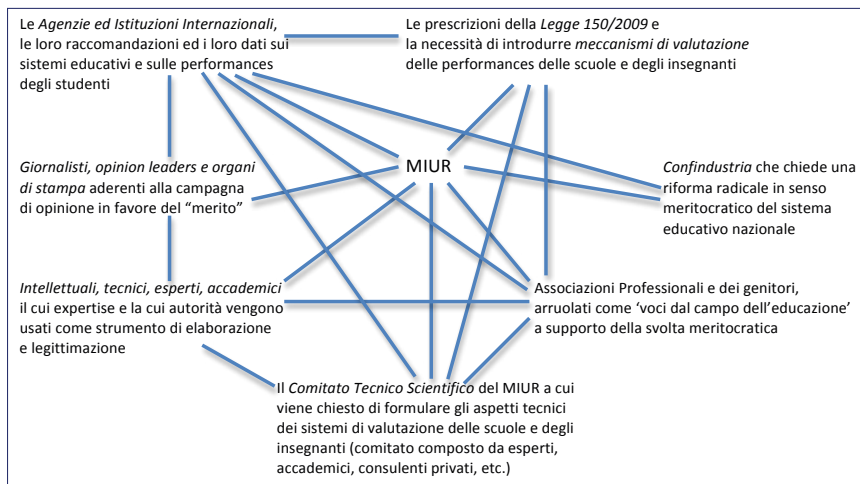 Le Agenzie ed Istituzioni Internazionali,
le loro raccomandazioni ed i loro dati sui
sistemi educativi e sulle performances
degli studenti
Le prescrizioni della Legge 150/2009 e
la necessità di introdurre meccanismi di valutazione
delle performances delle scuole e degli insegnanti
MIUR
Giornalisti, opinion leaders e organi
di stampa aderenti alla campagna
di opinione in favore del “merito”
Confindustria che chiede una
riforma radicale in senso
meritocratico del sistema
educativo nazionale
Intellettuali, tecnici, esperti, accademici
il cui expertise e la cui autorità vengono
usati come strumento di elaborazione
e legittimazione
Associazioni Professionali e dei genitori,
arruolati come ‘voci dal campo dell’educazione’
a supporto della svolta meritocratica
Il Comitato Tecnico Scientifico del MIUR a cui
viene chiesto di formulare gli aspetti tecnici
dei sistemi di valutazione delle scuole e degli
insegnanti (comitato composto da esperti,
accademici, consulenti privati, etc.)